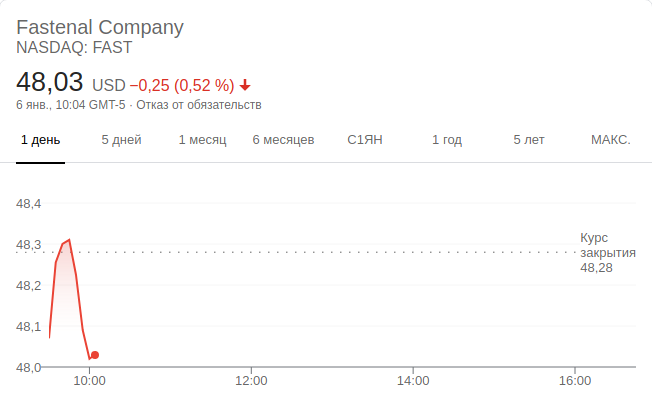 Fastenal Company
NASDAQ: FAST
48,03 USD −0,25 (0,52 %)
6 янв., 10:04 GMT-5 · Отказ от обязательств
1 день 5 дней 1 месяц 6 месяцев С1ЯН 1 год 5 лет МАКС.
48,4
48,3
48,2
48,1
48,0
Курс
закрытия
48,28
10:00 12:00 14:00 16:00